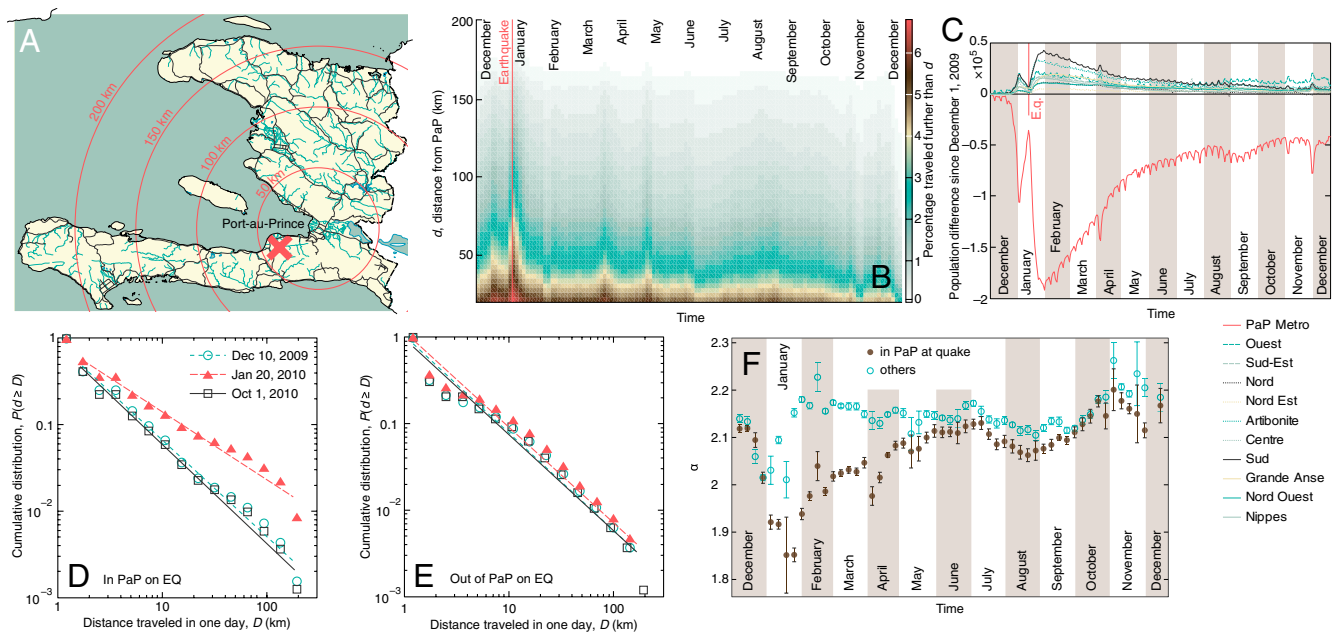 A
200 km
150 km
100 km
50 km
Port-au-Prince
200
150
100
50
d, distance from PaP (km)
December
Earthquake
January
February
March
April
May
June
July
August
September
October
November
December
B
Time
6
5
4
3
2
1
0
Percentage traveled further than d
C
Population difference since December 1, 2009
×10⁵
0
−0.5
−1
−1.5
−2
E.q.
December
January
February
March
April
May
June
July
August
September
October
November
December
Time
PaP Metro
Ouest
Sud-Est
Nord
Nord Est
Artibonite
Centre
Sud
Grande Anse
Nord Ouest
Nippes
Cumulative distribution, P(d ≥ D)
1
0.1
10⁻²
10⁻³
Dec 10, 2009
Jan 20, 2010
Oct 1, 2010
D
In PaP on EQ
1
10
100
Distance traveled in one day, D (km)
Cumulative distribution, P(d ≥ D)
1
0.1
10⁻²
10⁻³
E
Out of PaP on EQ
1
10
100
Distance traveled in one day, D (km)
F
in PaP at quake
others
α
2.2
2.1
2
1.9
1.8
December
January
February
March
April
May
June
July
August
September
October
November
December
Time